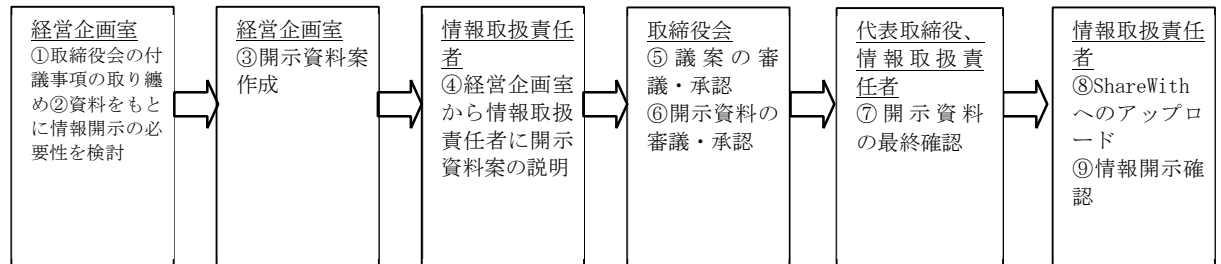 経営企画室
①取締役会の付
議事項の取り纏
め②資料をもと
に情報開示の必
要性を検討
経営企画室
③開示資料案
作成
情報取扱責任
者
④経営企画室
から情報取扱
責任者に開示
資料案の説明
取締役会
⑤議案の審
議・承認
⑥開示資料の
審議・承認
代表取締役、
情報取扱責
任者
⑦開示資料
の最終確認
情報取扱責任
者
⑧ShareWith
へのアップロ
ード
⑨情報開示確
認